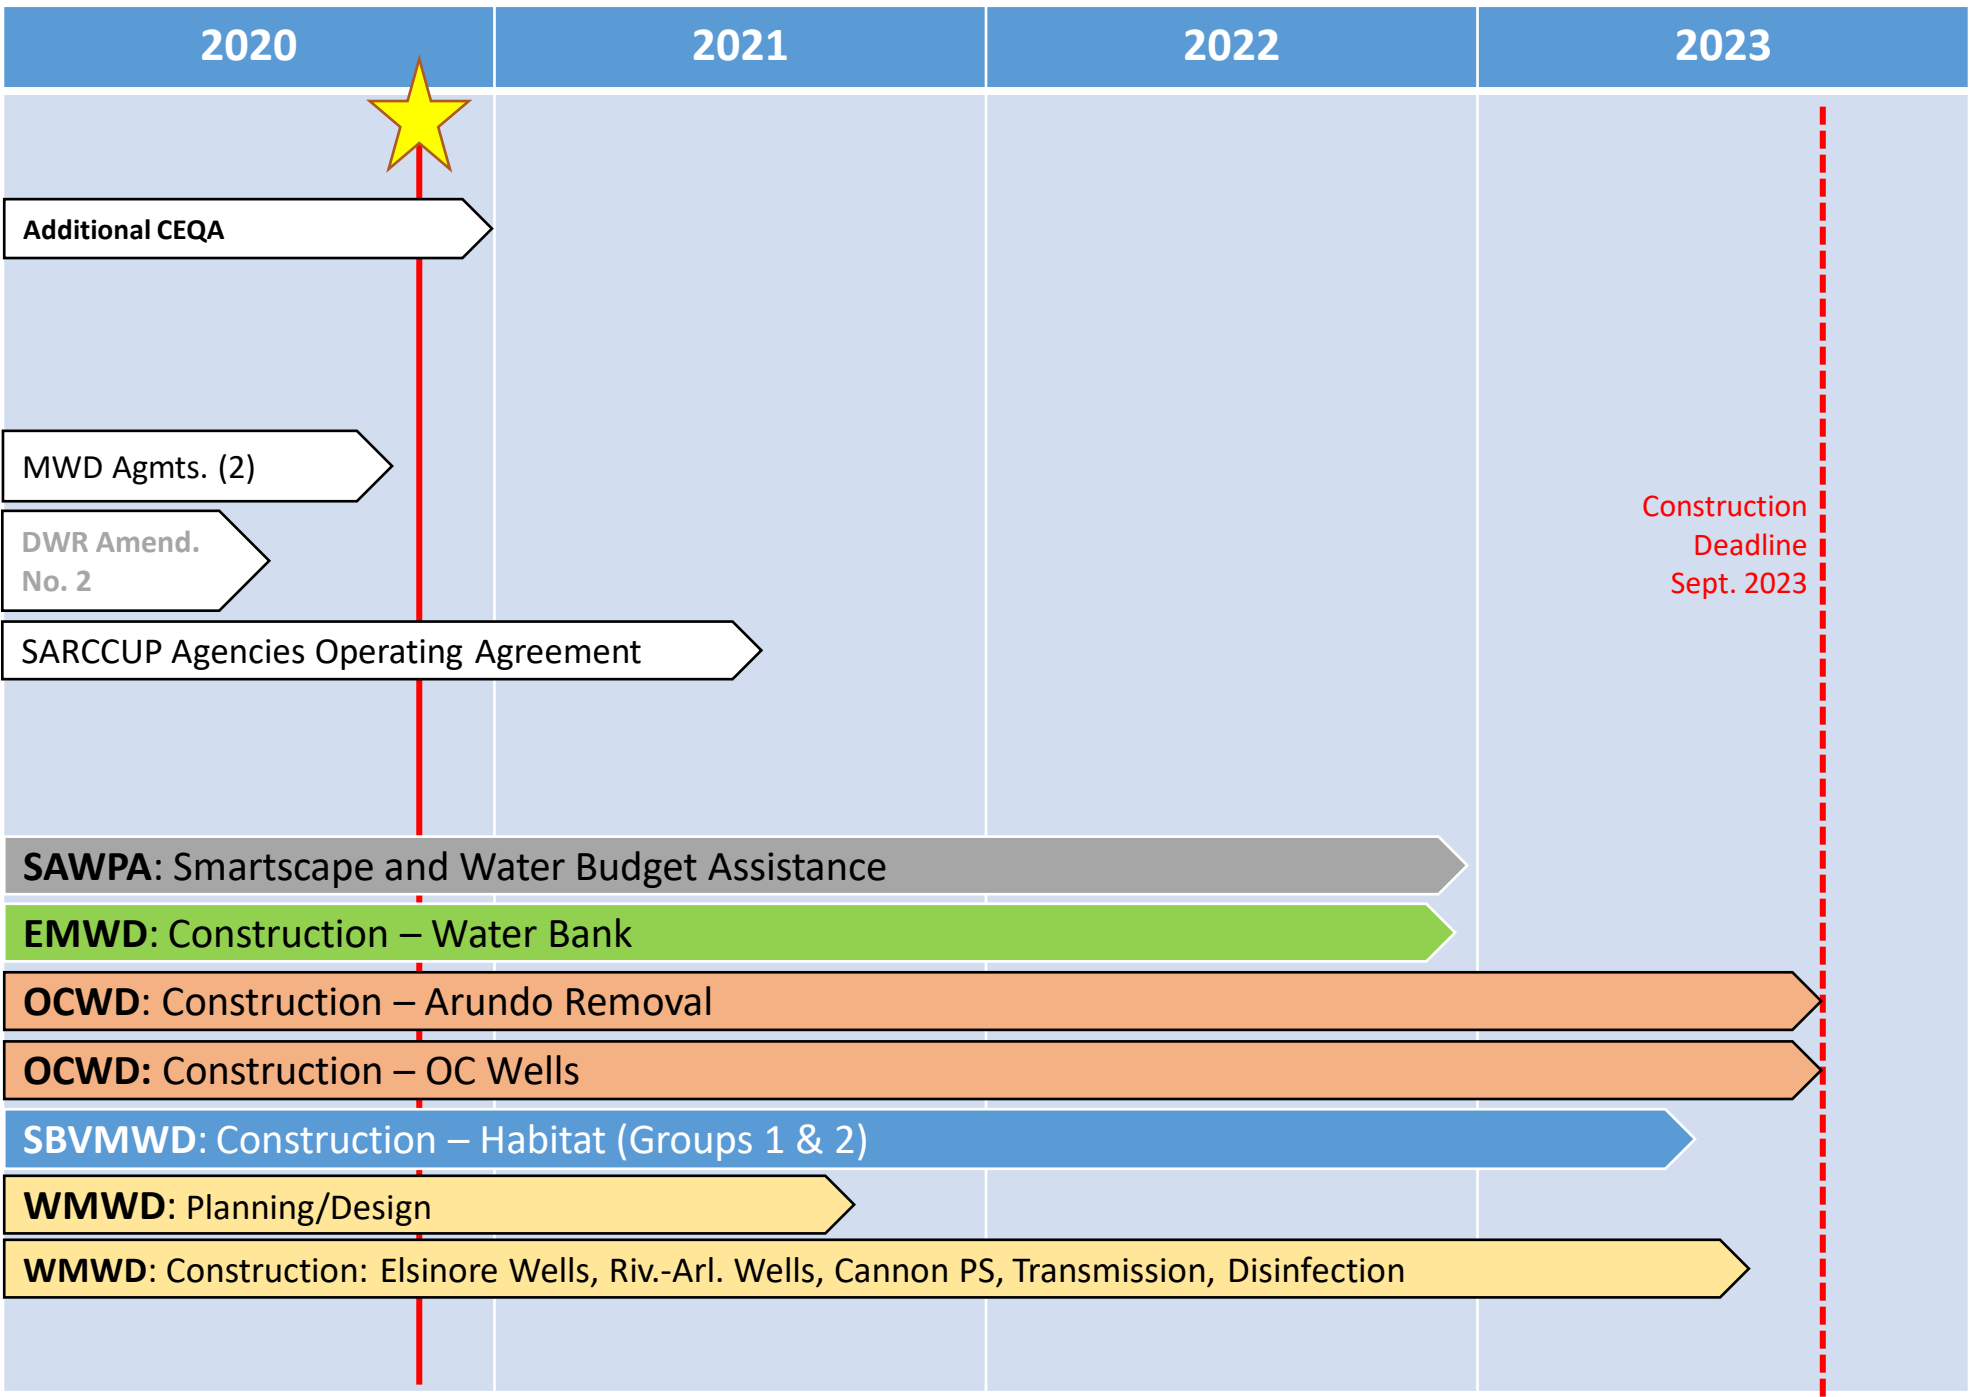 2020 2021 2022 2023
Additional CEQA
MWD Agmts. (2)
DWR Amend.
No. 2
Construction
Deadline
Sept. 2023
SARCCUP Agencies Operating Agreement
SAWPA: Smartscape and Water Budget Assistance
EMWD: Construction – Water Bank
OCWD: Construction – Arundo Removal
OCWD: Construction – OC Wells
SBVMWD: Construction – Habitat (Groups 1 & 2)
WMWD: Planning/Design
WMWD: Construction: Elsinore Wells, Riv.-Arl. Wells, Cannon PS, Transmission, Disinfection